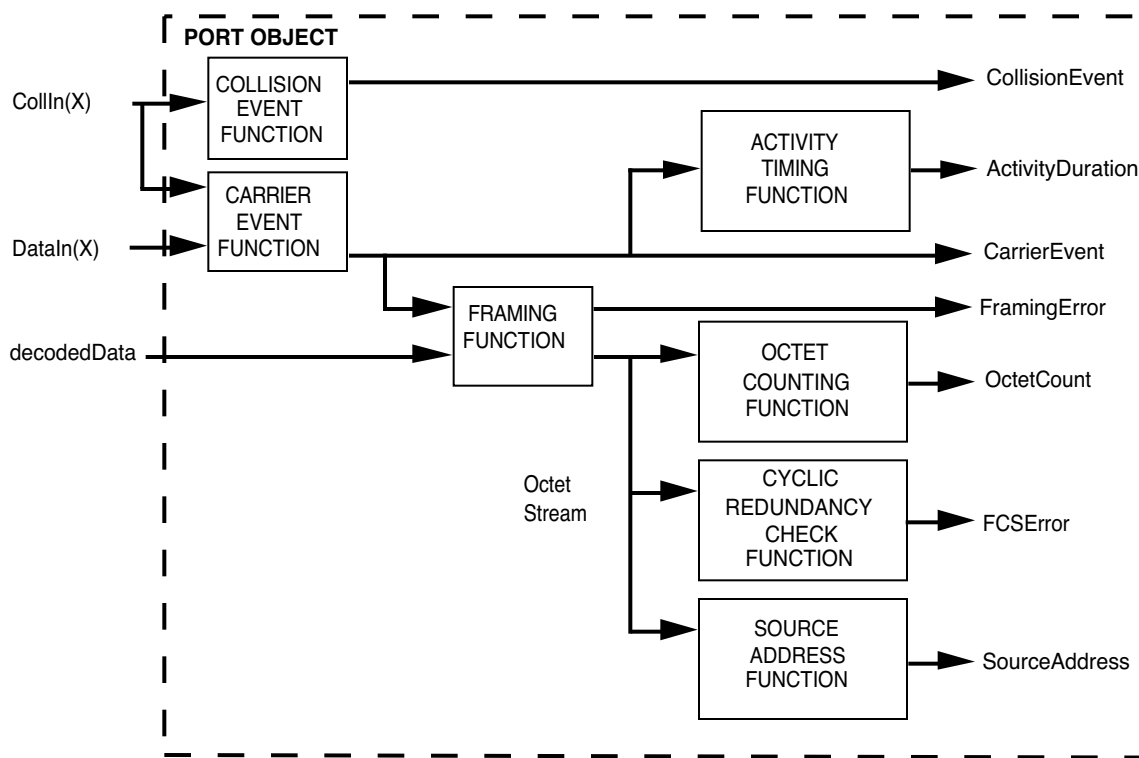 PORT OBJECT
CollIn(X)
COLLISION
EVENT
FUNCTION
CollisionEvent
ACTIVITY
TIMING
FUNCTION
ActivityDuration
CARRIER
EVENT
FUNCTION
DataIn(X)
CarrierEvent
FRAMING
FUNCTION
FramingError
decodedData
OCTET
COUNTING
FUNCTION
OctetCount
Octet
Stream
CYCLIC
REDUNDANCY
CHECK
FUNCTION
FCSError
SOURCE
ADDRESS
FUNCTION
SourceAddress